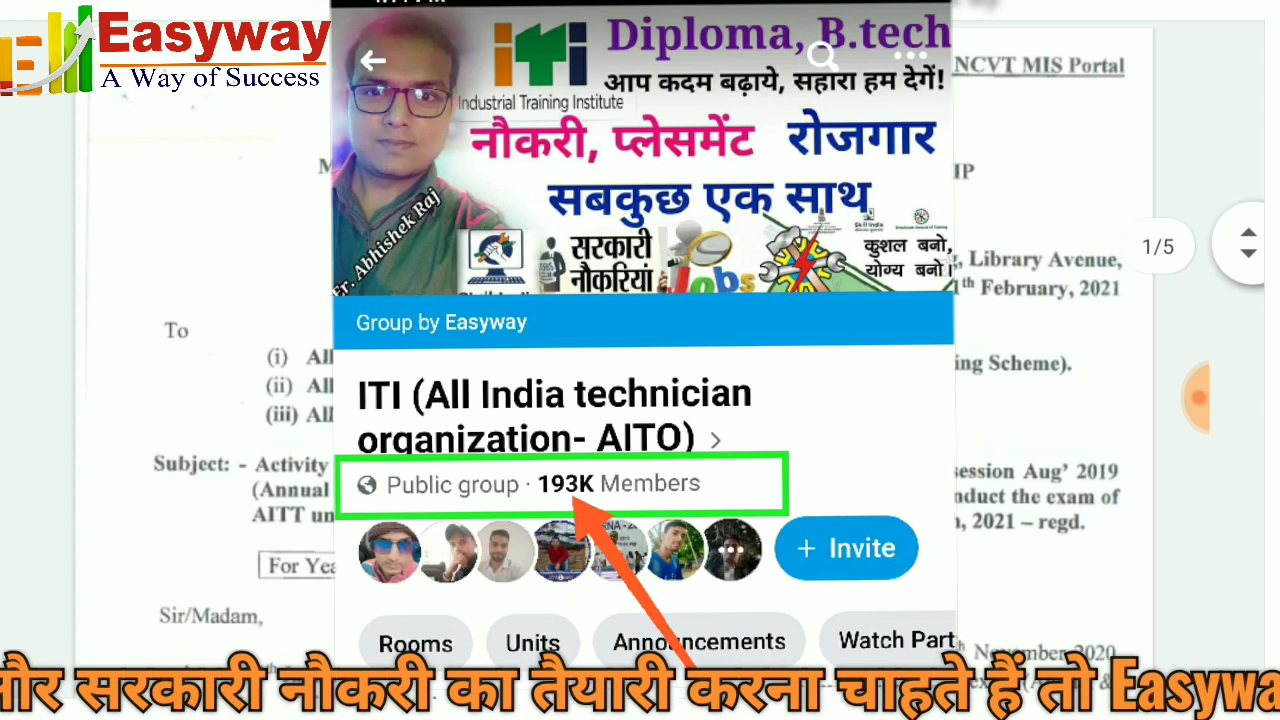 Easyway
A Way of Success
iTi
Industrial Training Institute
Diploma, B.tech
आप कदम बढ़ाये, सहारा हम देगें!
नौकरी, प्लेसमेंट रोजगार
सबकुछ एक साथ
Er. Abhishek Raj
सरकारी
नौकरियां
Jobs
Skill India
कुशल बनो,
योग्य बनो।
Group by Easyway
ITI (All India technician
organization- AITO)
Public group · 193K Members
+ Invite
Rooms
Units
Announcements
Watch Part
NCVT MIS Portal
Library Avenue,
February, 2021
1/5
To
(i) All
(ii) All
(iii) All
ing Scheme).
Subject: - Activity
(Annual
AITT
Aug' 2019
the exam of
2021 – regd.
For
Sir/Madam,
November 2020
और सरकारी नौकरी का तैयारी करना चाहते हैं तो Easywa